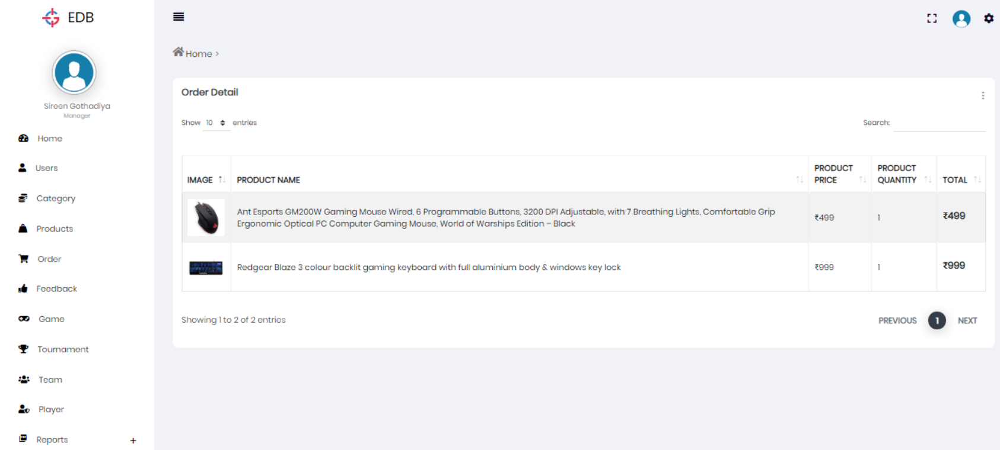 EDB
Sireen Gothadiya
Manager
Home
Users
Category
Products
Order
Feedback
Game
Tournament
Team
Player
Reports +
Home >
Order Detail
Show 10 entries
Search:
IMAGE PRODUCT NAME PRODUCT PRICE PRODUCT QUANTITY TOTAL
Ant Esports GM200W Gaming Mouse Wired, 6 Programmable Buttons, 3200 DPI Adjustable, with 7 Breathing Lights, Comfortable Grip
Ergonomic Optical PC Computer Gaming Mouse, World of Warships Edition – Black
₹499 1 ₹499
Redgear Blaze 3 colour backlit gaming keyboard with full aluminium body & windows key lock
₹999 1 ₹999
Showing 1 to 2 of 2 entries
PREVIOUS 1 NEXT